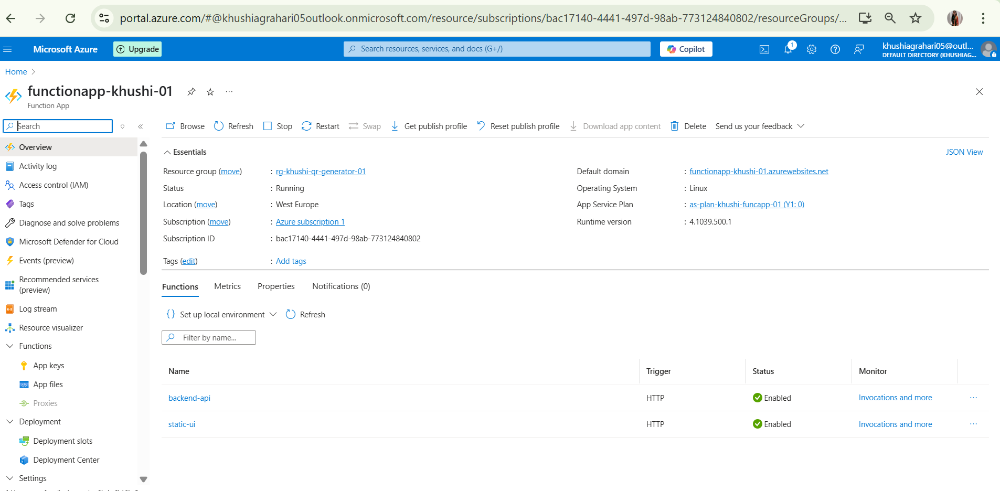 portal.azure.com/#@khushiagrahari05outlook.onmicrosoft.com/resource/subscriptions/bac17140-4441-497d-98ab-773124840802/resourceGroups/...
Microsoft Azure
Upgrade
Search resources, services, and docs (G+/)
Copilot
1
khushiagrahari05@outl...
DEFAULT DIRECTORY (KHUSHIAG...
Home
functionapp-khushi-01
...
Function App
Search
Browse Refresh Stop Restart Swap Get publish profile Reset publish profile Download app content Delete Send us your feedback
Overview
Activity log
Access control (IAM)
Tags
Diagnose and solve problems
Microsoft Defender for Cloud
Events (preview)
Recommended services
(preview)
Log stream
Resource visualizer
Functions
App keys
App files
Proxies
Deployment
Deployment slots
Deployment Center
Settings
Essentials
JSON View
Resource group (move) : rg-khushi-qr-generator-01
Status : Running
Location (move) : West Europe
Subscription (move) : Azure subscription 1
Subscription ID : bac17140-4441-497d-98ab-773124840802
Tags (edit) : Add tags
Default domain : functionapp-khushi-01.azurewebsites.net
Operating System : Linux
App Service Plan : as-plan-khushi-funcapp-01 (Y1: 0)
Runtime version : 4.1039.500.1
Functions Metrics Properties Notifications (0)
{} Set up local environment Refresh
Filter by name...
Name Trigger Status Monitor
backend-api HTTP Enabled Invocations and more ...
static-ui HTTP Enabled Invocations and more ...